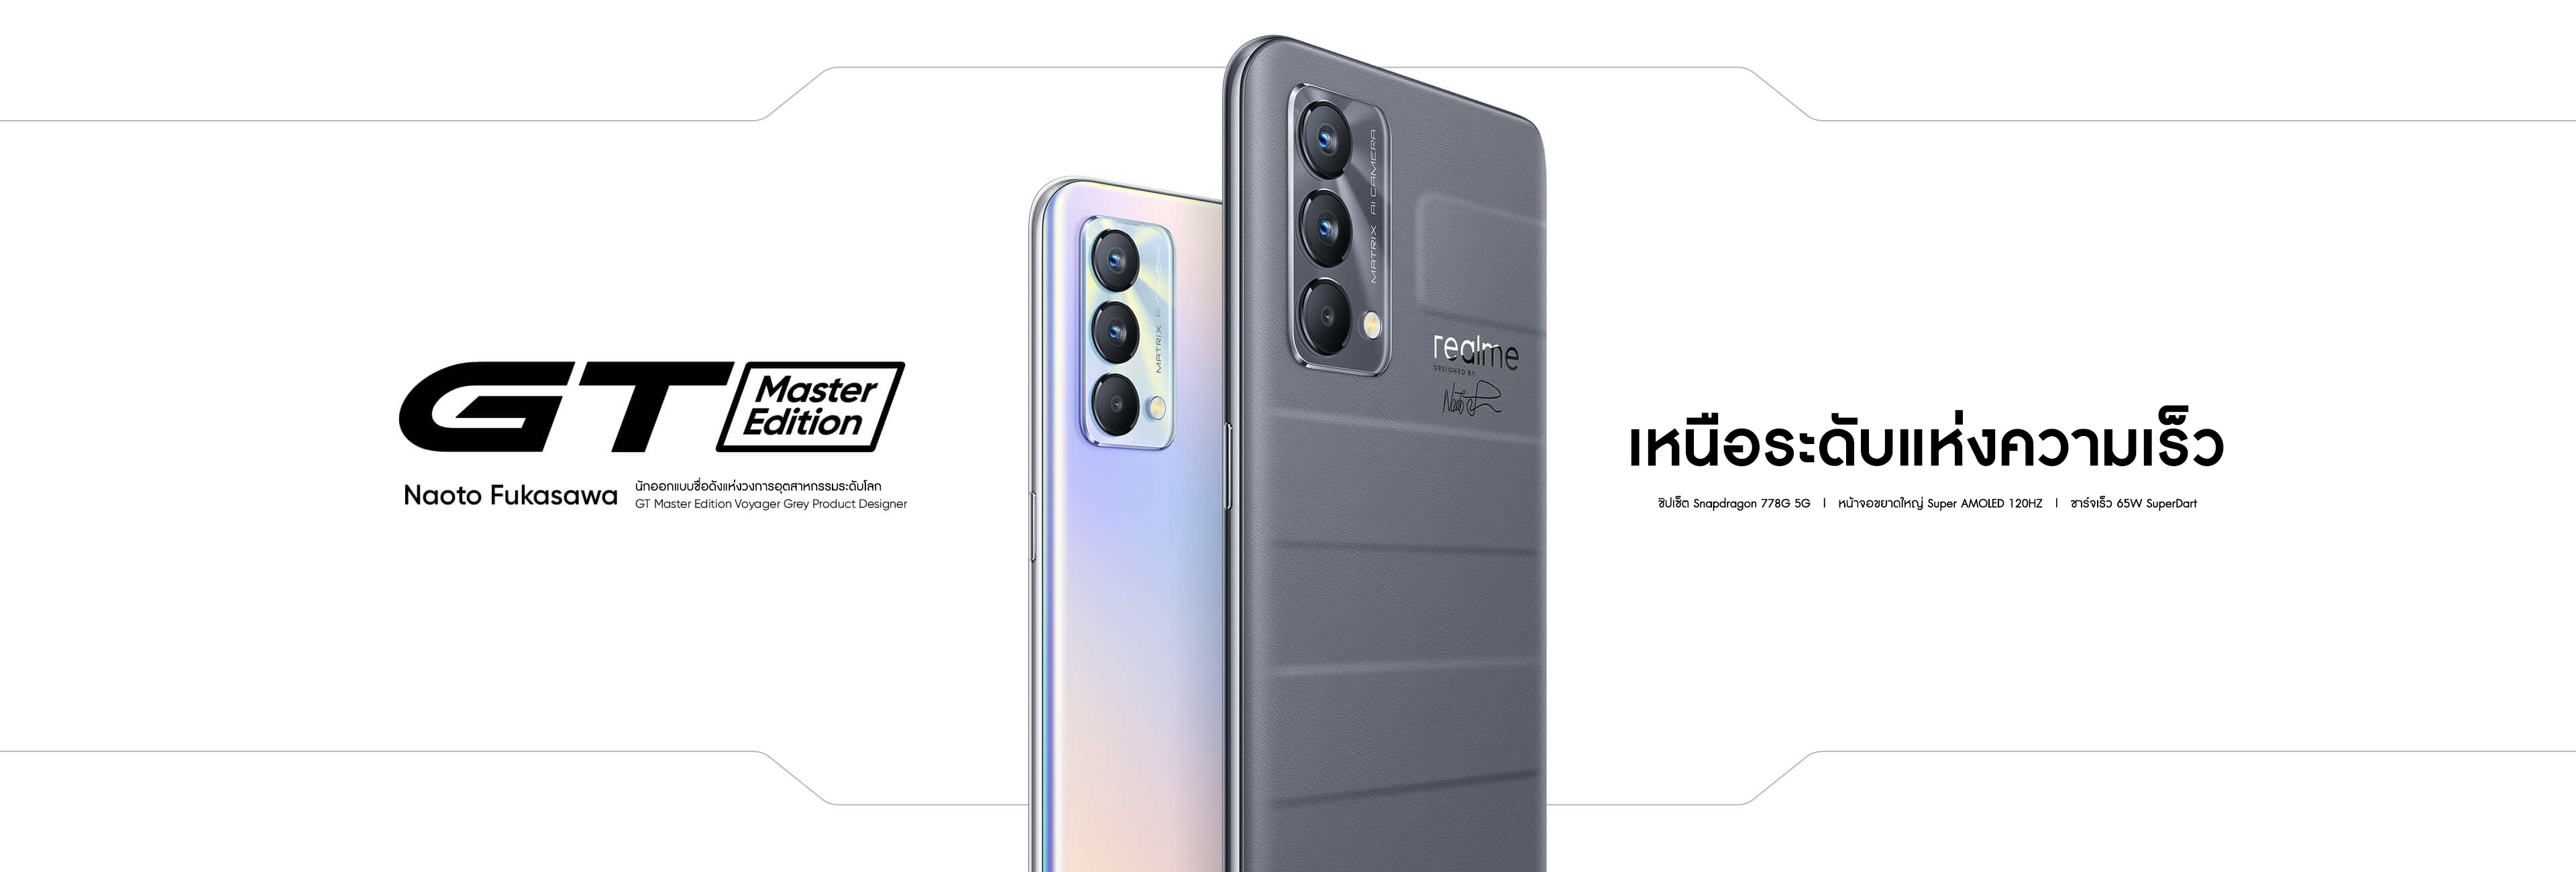 GT Master
Edition
Naoto Fukasawa
นักออกแบบชื่อดังแห่งวงการอุตสาหกรรมระดับโลก
GT Master Edition Voyager Grey Product Designer
MATRIX AI CAMERA
MATRIX AI CAMERA
realme
DESIGNED BY
เหนือระดับแห่งความเร็ว
ชิปเซ็ต Snapdragon 778G 5G | หน้าจอขยาดใหญ่ Super AMOLED 120HZ | ชาร์จเร็ว 65W SuperDart